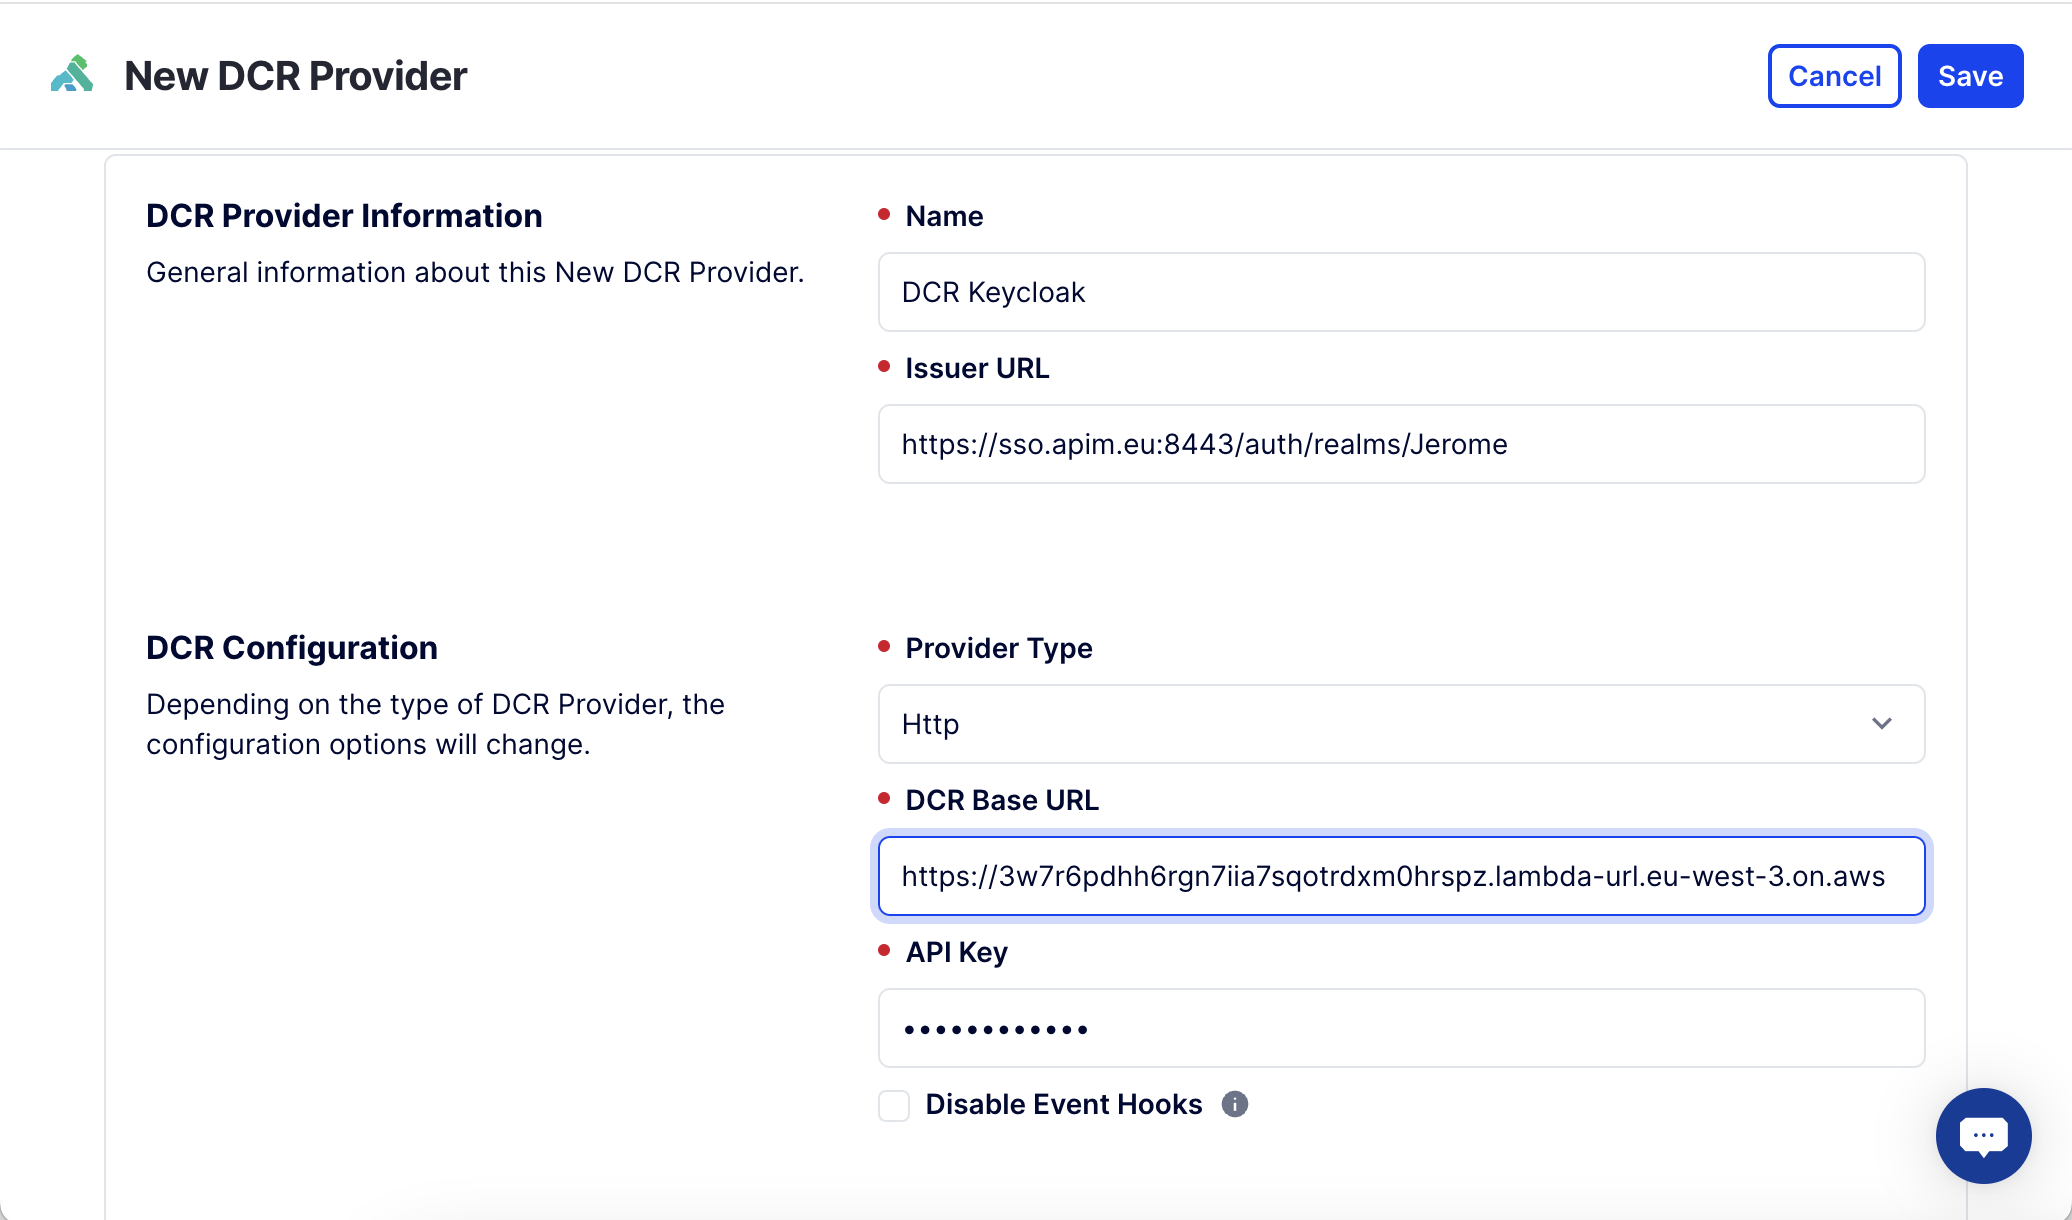 New DCR Provider
Cancel
Save
DCR Provider Information
General information about this New DCR Provider.
Name
DCR Keycloak
Issuer URL
https://sso.apim.eu:8443/auth/realms/Jerome
DCR Configuration
Depending on the type of DCR Provider, the
configuration options will change.
Provider Type
Http
DCR Base URL
https://3w7r6pdhh6rgn7iia7sqotrdxm0hrspz.lambda-url.eu-west-3.on.aws
API Key
••••••••••••
Disable Event Hooks